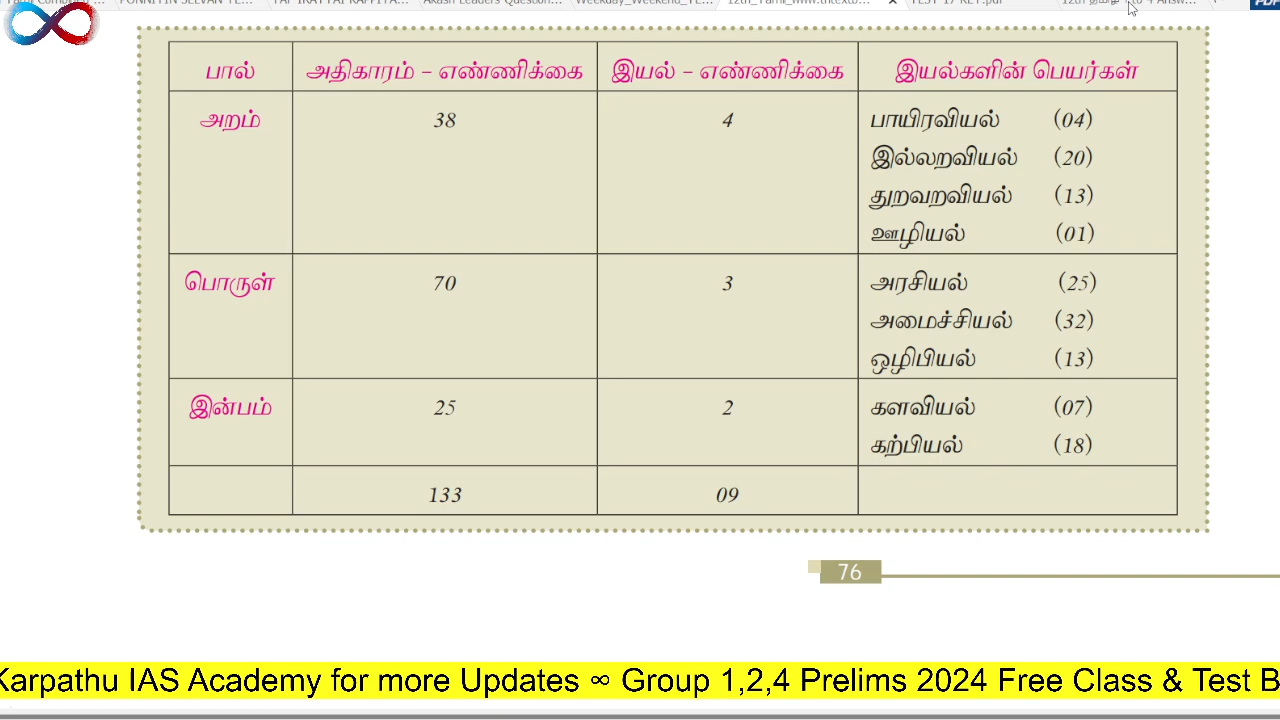 பால் அதிகாரம் – எண்ணிக்கை இயல் – எண்ணிக்கை இயல்களின் பெயர்கள்
அறம் 38 4 பாயிரவியல் (04)
இல்லறவியல் (20)
துறவறவியல் (13)
ஊழியல் (01)
பொருள் 70 3 அரசியல் (25)
அமைச்சியல் (32)
ஒழிபியல் (13)
இன்பம் 25 2 களவியல் (07)
கற்பியல் (18)
133 09
76
Karpathu IAS Academy for more Updates ∞ Group 1,2,4 Prelims 2024 Free Class & Test B